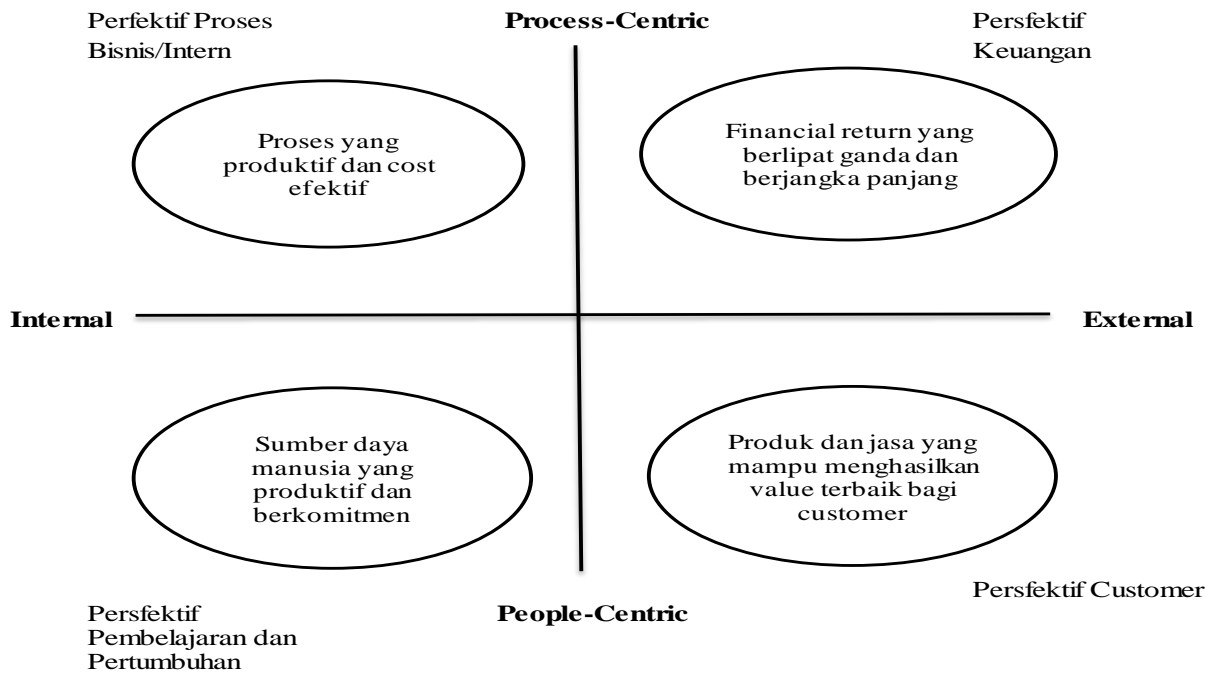 Perfektif Proses
Bisnis/Intern
Process-Centric
Persfektif
Keuangan
Proses yang
produktif dan cost
efektif
Financial return yang
berlipat ganda dan
berjangka panjang
Internal
External
Sumber daya
manusia yang
produktif dan
berkomitmen
Produk dan jasa yang
mampu menghasilkan
value terbaik bagi
customer
Persfektif
Pembelajaran dan
Pertumbuhan
People-Centric
Persfektif Customer